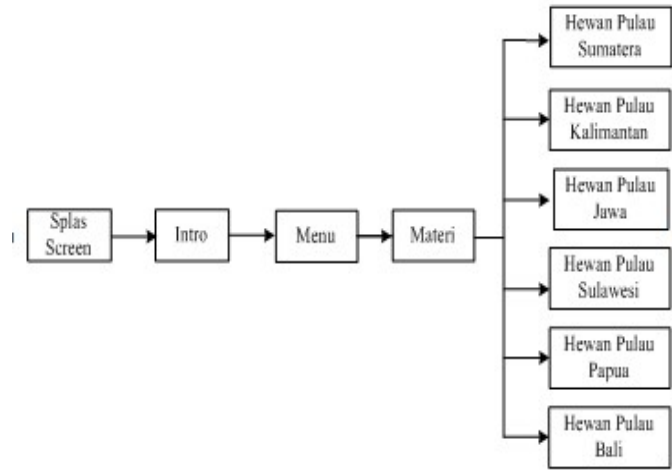 Hewan Pulau
Sumatera
Hewan Pulau
Kalimantan
Hewan Pulau
Jawa
Splas
Screen
Intro
Menu
Materi
Hewan Pulau
Sulawesi
Hewan Pulau
Papua
Hewan Pulau
Bali